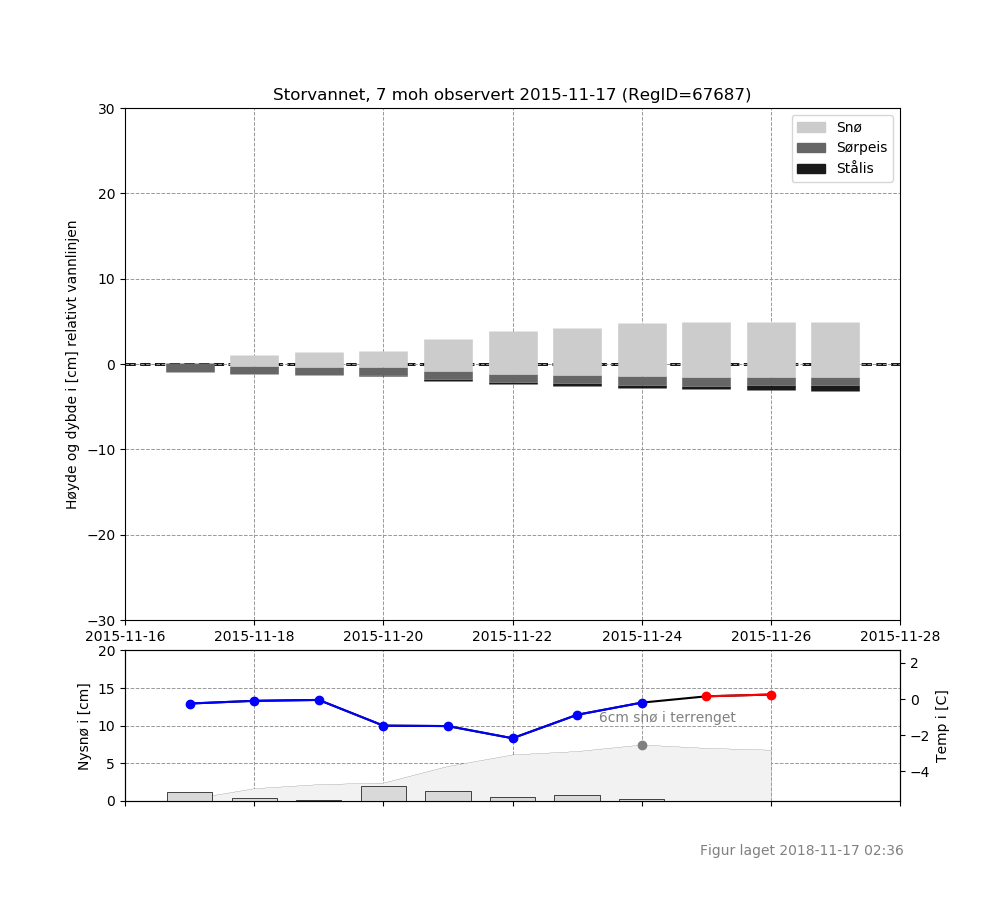 Storvannet, 7 moh observert 2015-11-17 (RegID=67687)
Høyde og dybde i [cm] relativt vannlinjen
30
20
10
0
−10
−20
−30
Snø
Sørpeis
Stålis
2015-11-16 2015-11-18 2015-11-20 2015-11-22 2015-11-24 2015-11-26 2015-11-28
Nysnø i [cm]
20
15
10
5
0
6cm snø i terrenget
2
0
−2
−4
Temp i [C]
Figur laget 2018-11-17 02:36